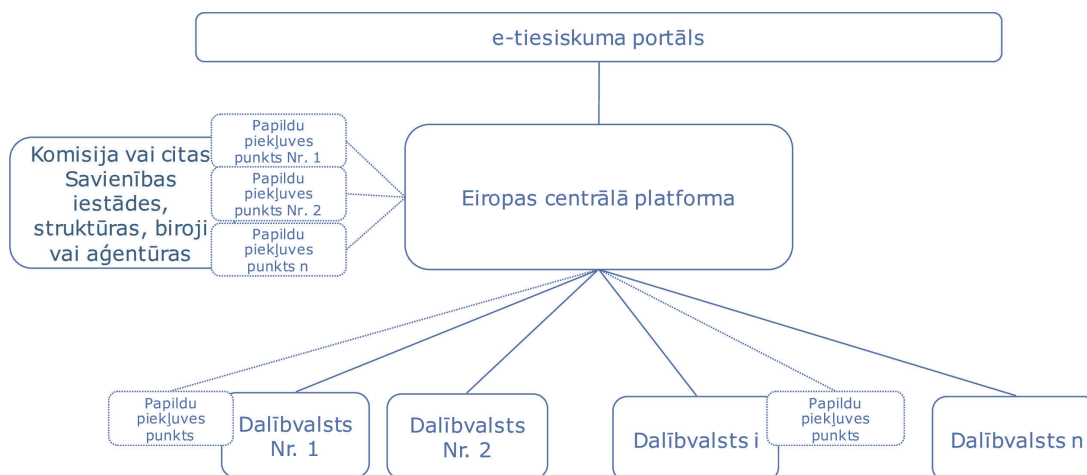 e-tiesiskuma portāls
Papildu
piekļuves
punkts Nr. 1
Komisija vai citas
Savienības
iestādes,
struktūras, biroji
vai aģentūras
Papildu
piekļuves
punkts Nr. 2
Papildu
piekļuves
punkts n
Eiropas centrālā platforma
Papildu
piekļuves
punkts
Dalībvalsts
Nr. 1
Dalībvalsts
Nr. 2
Dalībvalsts i
Papildu
piekļuves
punkts
Dalībvalsts n